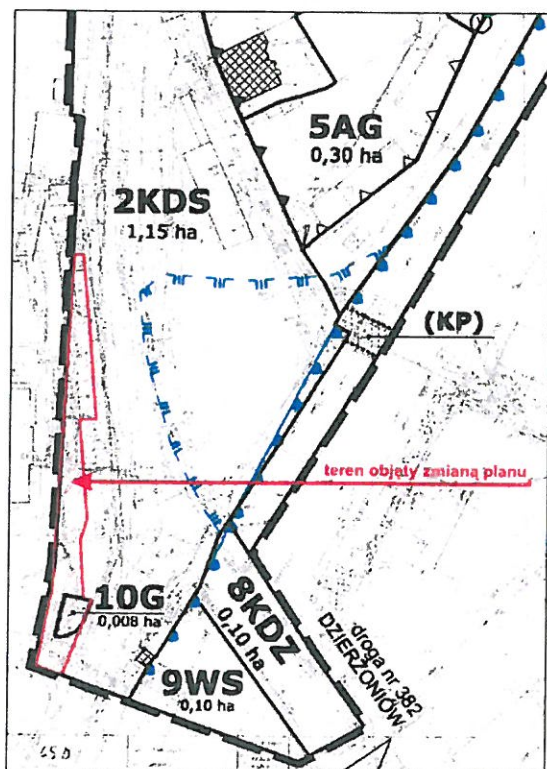 5AG
0,30 ha
2KDS
1,15 ha
(KP)
teren objęty zmianą planu
10G
0,008 ha
8KDZ
0,10 ha
9WS
0,10 ha
droga nr 382
DZIERŻONIÓW